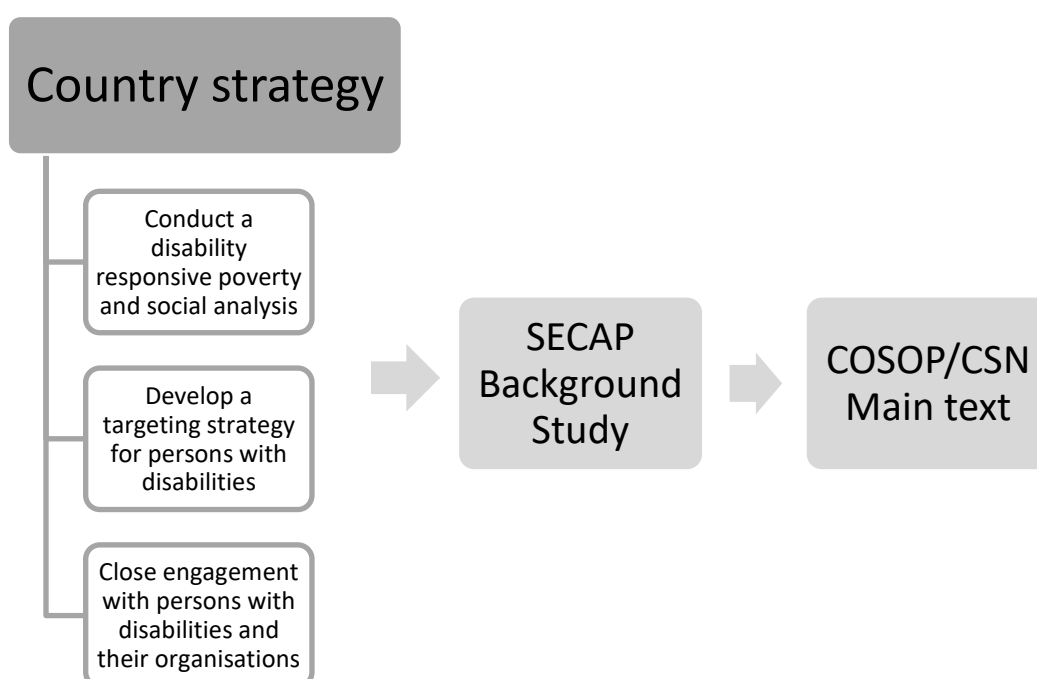 Country strategy
Conduct a
disability
responsive poverty
and social analysis
Develop a
targeting strategy
for persons with
disabilities
Close engagement
with persons with
disabilities and
their organisations
SECAP
Background
Study
COSOP/CSN
Main text